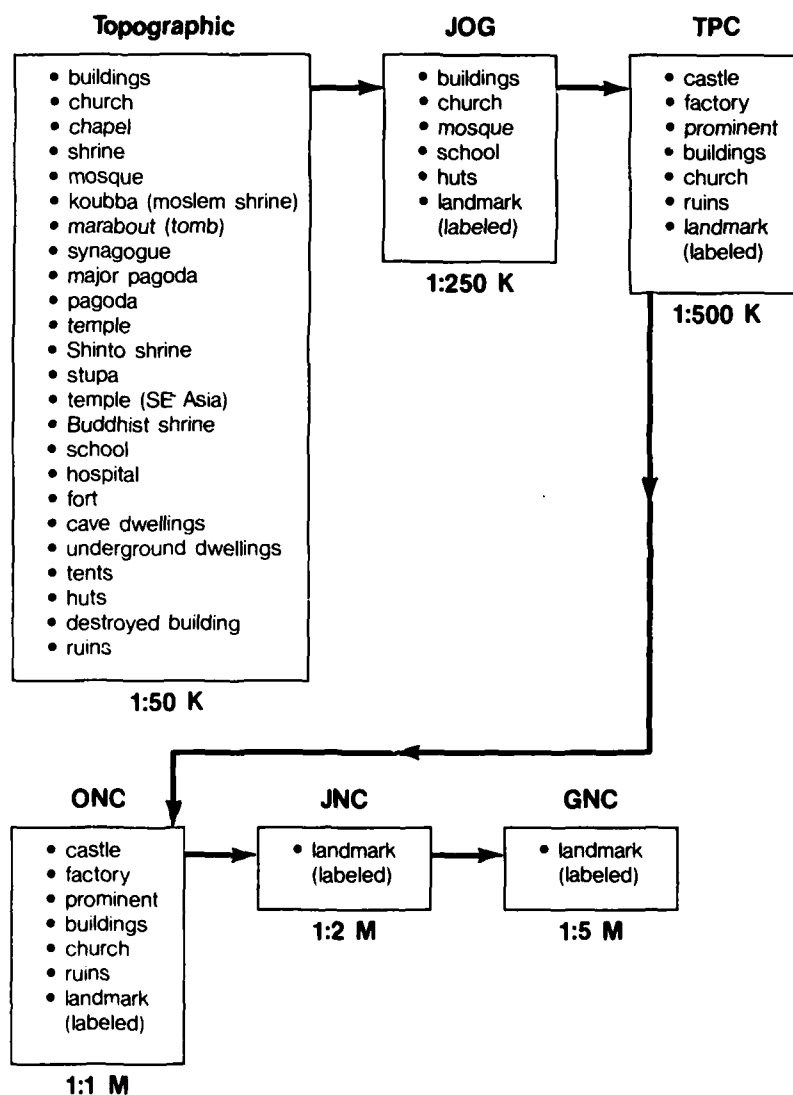 Topographic
• buildings
• church
• chapel
• shrine
• mosque
• koubba (moslem shrine)
• marabout (tomb)
• synagogue
• major pagoda
• pagoda
• temple
• Shinto shrine
• stupa
• temple (SE Asia)
• Buddhist shrine
• school
• hospital
• fort
• cave dwellings
• underground dwellings
• tents
• huts
• destroyed building
• ruins
1:50 K
JOG
• buildings
• church
• mosque
• school
• huts
• landmark
(labeled)
1:250 K
TPC
• castle
• factory
• prominent
• buildings
• church
• ruins
• landmark
(labeled)
1:500 K
ONC
• castle
• factory
• prominent
• buildings
• church
• ruins
• landmark
(labeled)
1:1 M
JNC
• landmark
(labeled)
1:2 M
GNC
• landmark
(labeled)
1:5 M